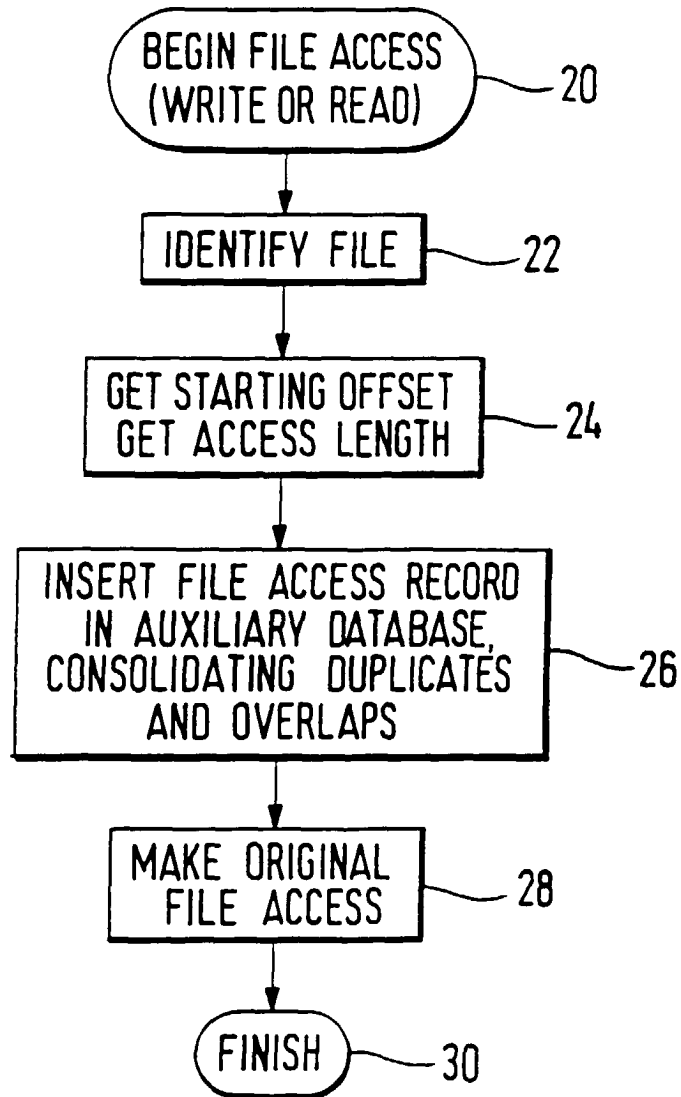 BEGIN FILE ACCESS
(WRITE OR READ)
20
IDENTIFY FILE
22
GET STARTING OFFSET
GET ACCESS LENGTH
24
INSERT FILE ACCESS RECORD
IN AUXILIARY DATABASE,
CONSOLIDATING DUPLICATES
AND OVERLAPS
26
MAKE ORIGINAL
FILE ACCESS
28
FINISH
30